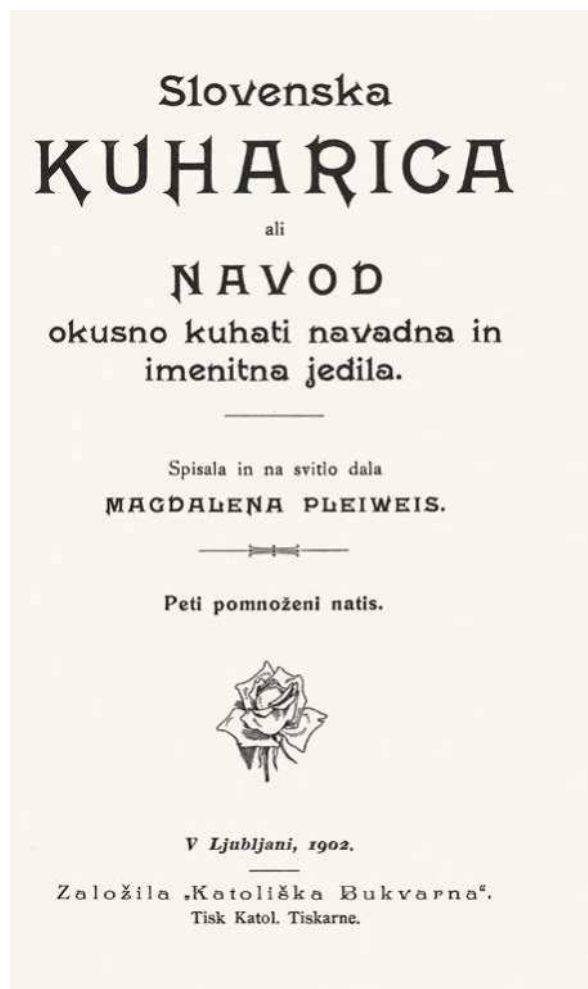 Slovenska
KUHARICA
ali
NAVOD
okusno kuhati navadna in
imenitna jedila.
Spisala in na svitlo dala
MAGDALENA PLEIWEIS.
Peti pomnoženi natis.
V Ljubljani, 1902.
Založila „Katoliška Bukvarna“.
Tisk Katol. Tiskarne.